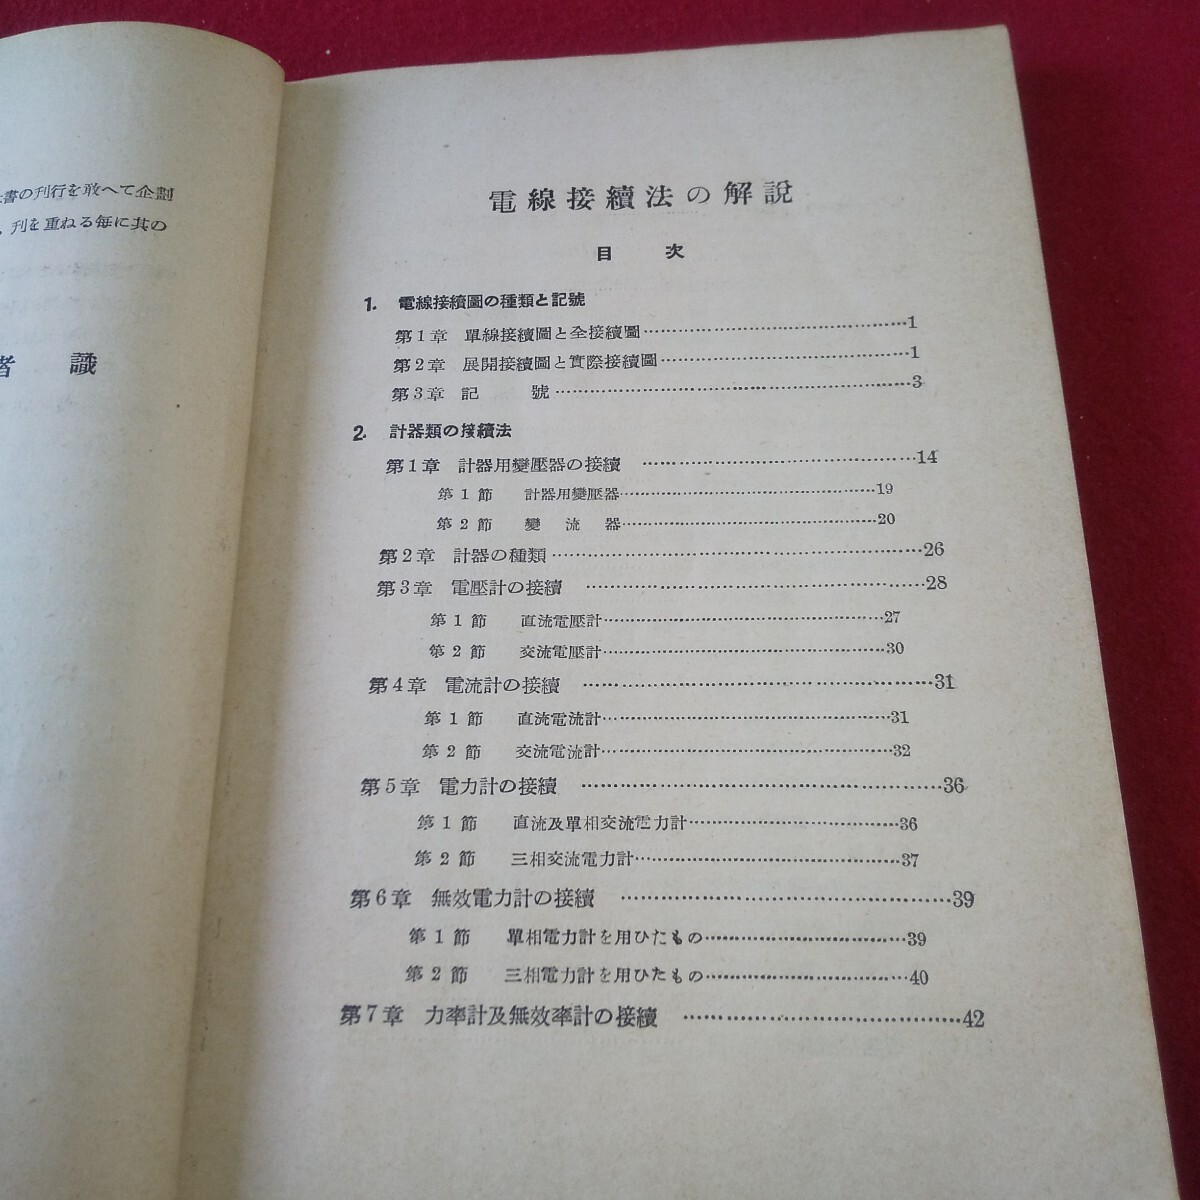 書の刊行を敢へて企劃
刊を重ねる每に其の
者 識
電線接續法の解說
目 次
1. 電線接續圖の種類と記號
第1章 單線接續圖と全接續圖……………………………1
第2章 展開接續圖と實際接續圖…………………………1
第3章 記 號……………………………………3
2. 計器類の接續法
第1章 計器用變壓器の接續 ……………………………14
第1節 計器用變壓器……………………………19
第2節 變 流 器……………………………20
第2章 計器の種類……………………………………26
第3章 電壓計の接續 …………………………………28
第1節 直流電壓計………………………………27
第2節 交流電壓計………………………………30
第4章 電流計の接續 …………………………………31
第1節 直流電流計………………………………31
第2節 交流電流計………………………………32
第5章 電力計の接續 …………………………………36
第1節 直流及單相交流電力計……………………36
第2節 三相交流電力計……………………………37
第6章 無效電力計の接續 ……………………………39
第1節 單相電力計を用ひたもの……………………39
第2節 三相電力計を用ひたもの……………………40
第7章 力率計及無效率計の接續 ………………………42